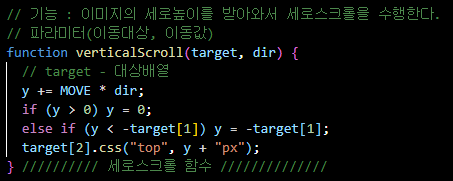 // 기능 : 이미지의 세로높이를 받아와서 세로스크롤을 수행한다.
// 파라미터(이동대상, 이동값)
function verticalScroll(target, dir) {
// target - 대상배열
y += MOVE * dir;
if (y > 0) y = 0;
else if (y < -target[1]) y = -target[1];
target[2].css("top", y + "px");
} ////////// 세로스크롤 함수 //////////////